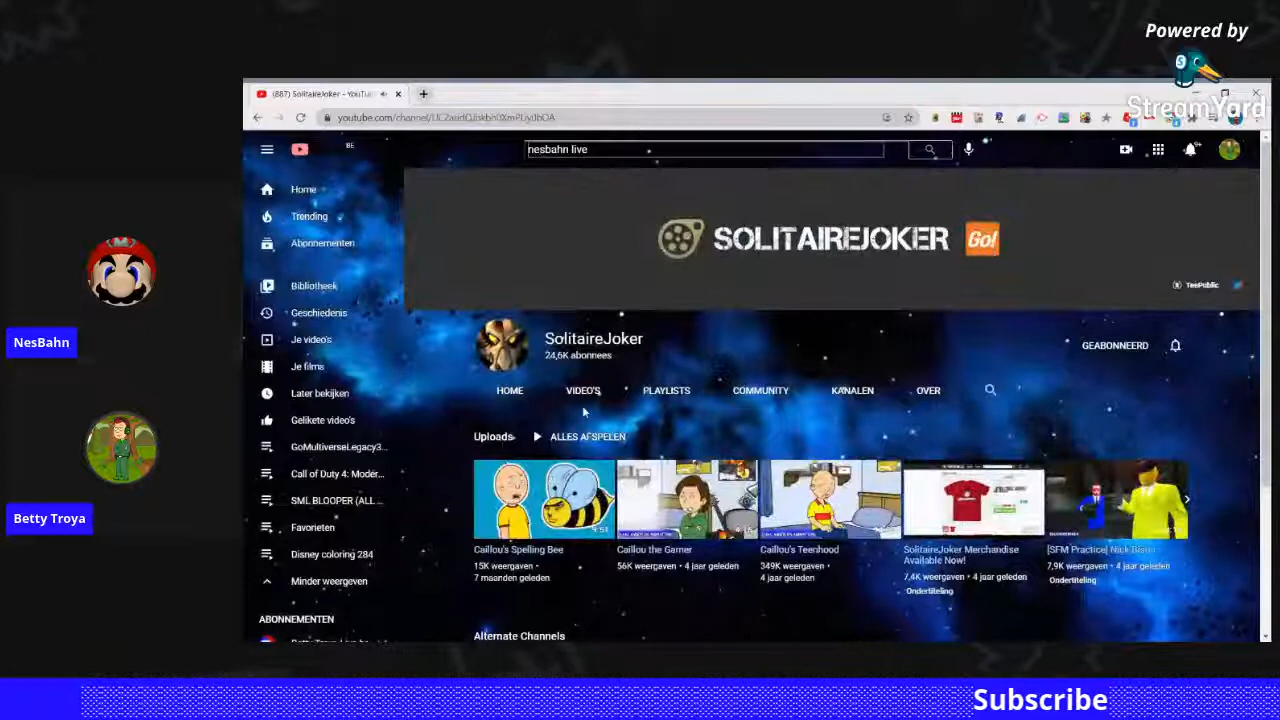 Powered by
StreamYard
(887) SolitaireJoker - YouTu
nesbahn live
BE
Home
Trending
Abonnementen
Bibliotheek
Geschiedenis
Je video's
Je films
Later bekijken
Gelikete video's
GoMultiverseLegacy3...
Call of Duty 4: Moder...
SML BLOOPER (ALL ...
Favorieten
Disney coloring 284
Minder weergeven
ABONNEMENTEN
SOLITAIREJOKER Go!
TeePublic
SolitaireJoker
24,6K abonnees
GEABONNEERD
HOME VIDEO'S PLAYLISTS COMMUNITY KANALEN OVER
Uploads ALLES AFSPELEN
Caillou's Spelling Bee
15K weergaven •
7 maanden geleden
Caillou the Gamer
56K weergaven • 4 jaar geleden
Caillou's Teenhood
349K weergaven •
4 jaar geleden
SolitaireJoker Merchandise
Available Now!
7,4K weergaven • 4 jaar geleden
Ondertiteling
[SFM Practice] Nick
7,9K weergaven • 4 jaar geleden
Ondertiteling
Alternate Channels
NesBahn
Betty Troya
Subscribe